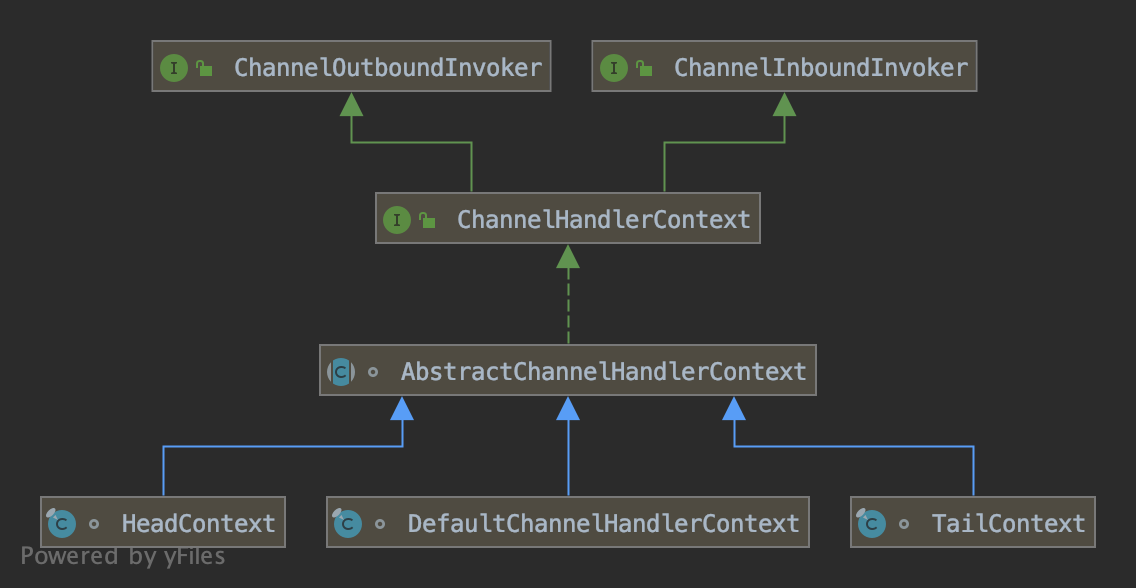 I ChannelOutboundInvoker
I ChannelInboundInvoker
I ChannelHandlerContext
C AbstractChannelHandlerContext
C HeadContext
C DefaultChannelHandlerContext
C TailContext
Powered by yFiles